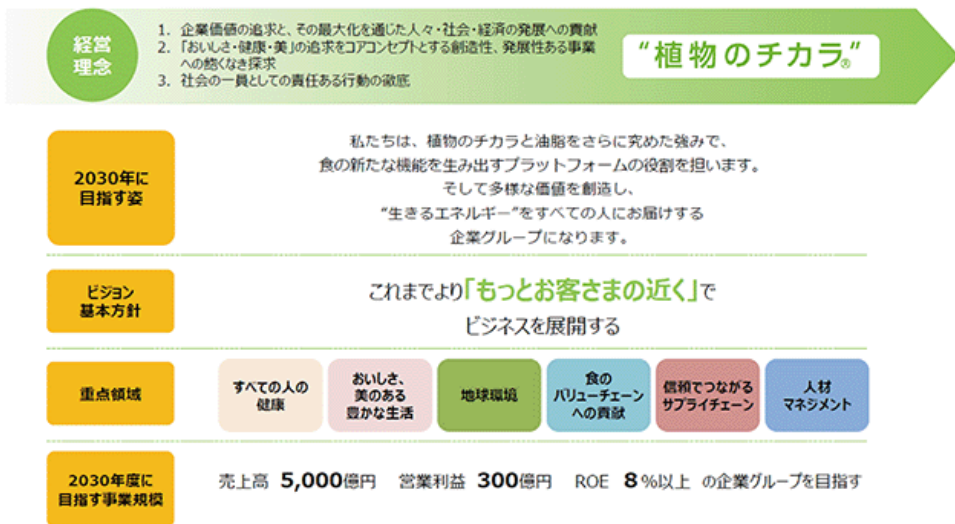 経営
理念
1. 企業価値の追求と、その最大化を通じた人々・社会・経済の発展への貢献
2. 「おいしさ・健康・美」の追求をコアコンセプトとする創造性、発展性ある事業
への飽くなき探求
3. 社会の一員としての責任ある行動の徹底
“植物のチカラ”®
2030年に
目指す姿
私たちは、植物のチカラと油脂をさらに究めた強みで、
食の新たな機能を生み出すプラットフォームの役割を担います。
そして多様な価値を創造し、
“生きるエネルギー”をすべての人にお届けする
企業グループになります。
ビジョン
基本方針
これまでより「もっとお客さまの近く」で
ビジネスを展開する
重点領域
すべての人の
健康
おいしさ、
美のある
豊かな生活
地球環境
食の
バリューチェーン
への貢献
信頼でつながる
サプライチェーン
人材
マネジメント
2030年度に
目指す事業規模
売上高 5,000億円 営業利益 300億円 ROE 8%以上 の企業グループを目指す